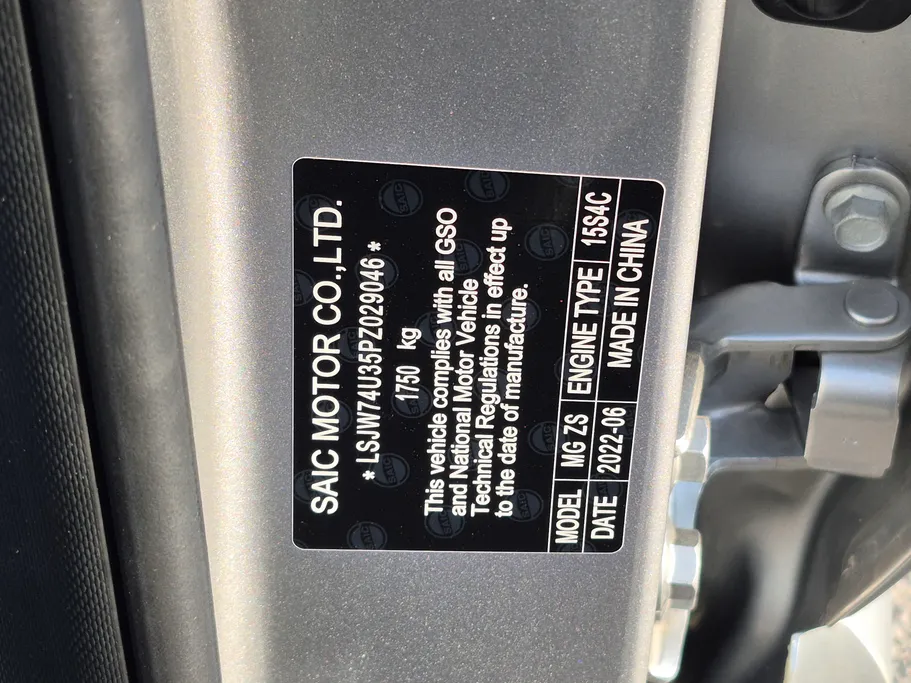 SAIC MOTOR CO.,LTD.
*LSJW74U35PZ029046*
1750 kg
This vehicle complies with all GSO
and National Motor Vehicle
Technical Regulations in effect up
to the date of manufacture.
MODEL MG ZS ENGINE TYPE 15S4C
DATE 2022-06 MADE IN CHINA